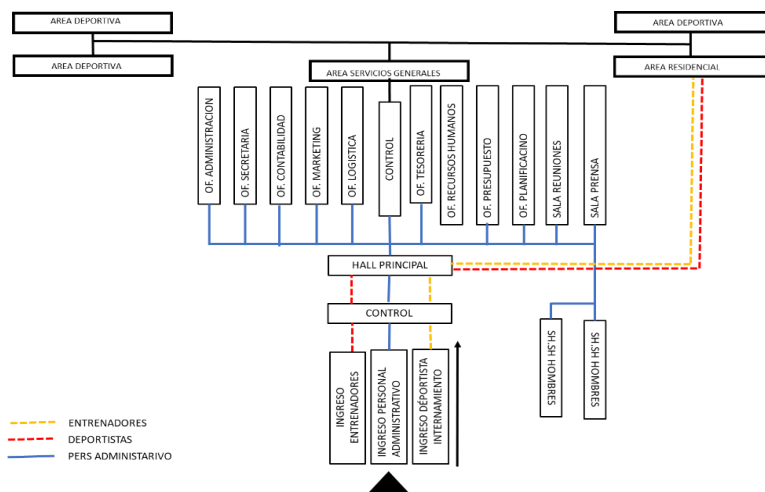 AREA DEPORTIVA
AREA DEPORTIVA
AREA DEPORTIVA
AREA SERVICIOS GENERALES
AREA RESIDENCIAL
OF. ADMINISTRACION
OF. SECRETARIA
OF. CONTABILIDAD
OF. MARKETING
OF. LOGISTICA
CONTROL
OF. TESORERIA
OF. RECURSOS HUMANOS
OF. PRESUPUESTO
OF. PLANIFICACINO
SALA REUNIONES
SALA PRENSA
HALL PRINCIPAL
CONTROL
INGRESO
ENTRENADORES
INGRESO PERSONAL
ADMINISTRATIVO
INGRESO DÉPORTISTA
INTERNAMIENTO
SH.SH HOMBRES
SH.SH HOMBRES
ENTRENADORES
DEPORTISTAS
PERS ADMINISTARIVO